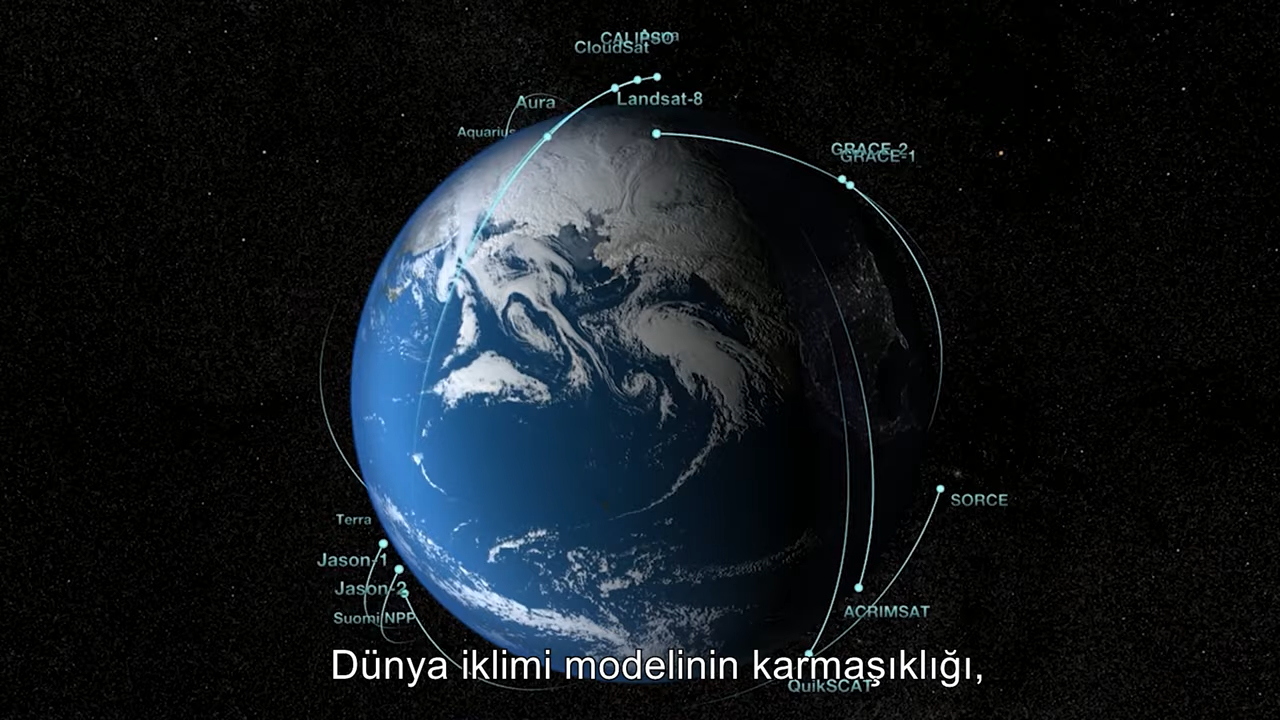 CALIPSO
CloudSat
Aura
Landsat-8
Aquarius
GRACE-2
GRACE-1
SORCE
Terra
Jason-1
Jason-2
Suomi NPP
ACRIMSAT
Dünya iklimi modelinin karmaşıklığı,
QuikSCAT